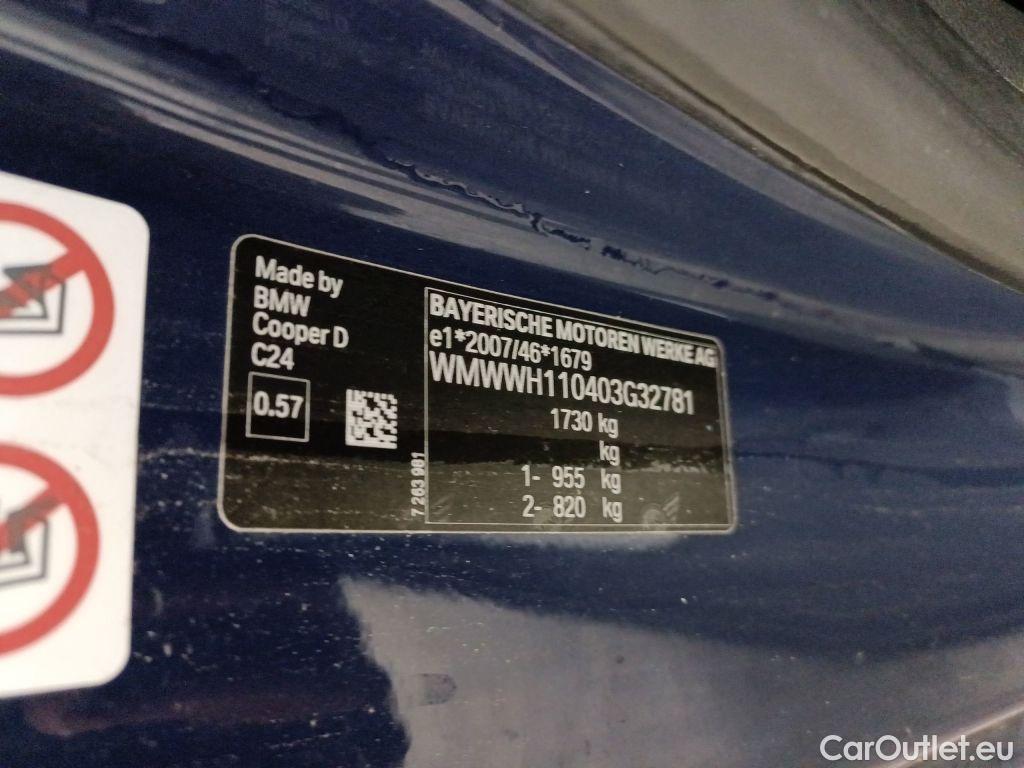 Made by
BMW
Cooper D
C24
0.57
7 263 981
BAYERISCHE MOTOREN WERKE AG
e1*2007/46*1679
WMWWH110403G32781
1730 kg
kg
1- 955 kg
2- 820 kg
CarOutlet.eu